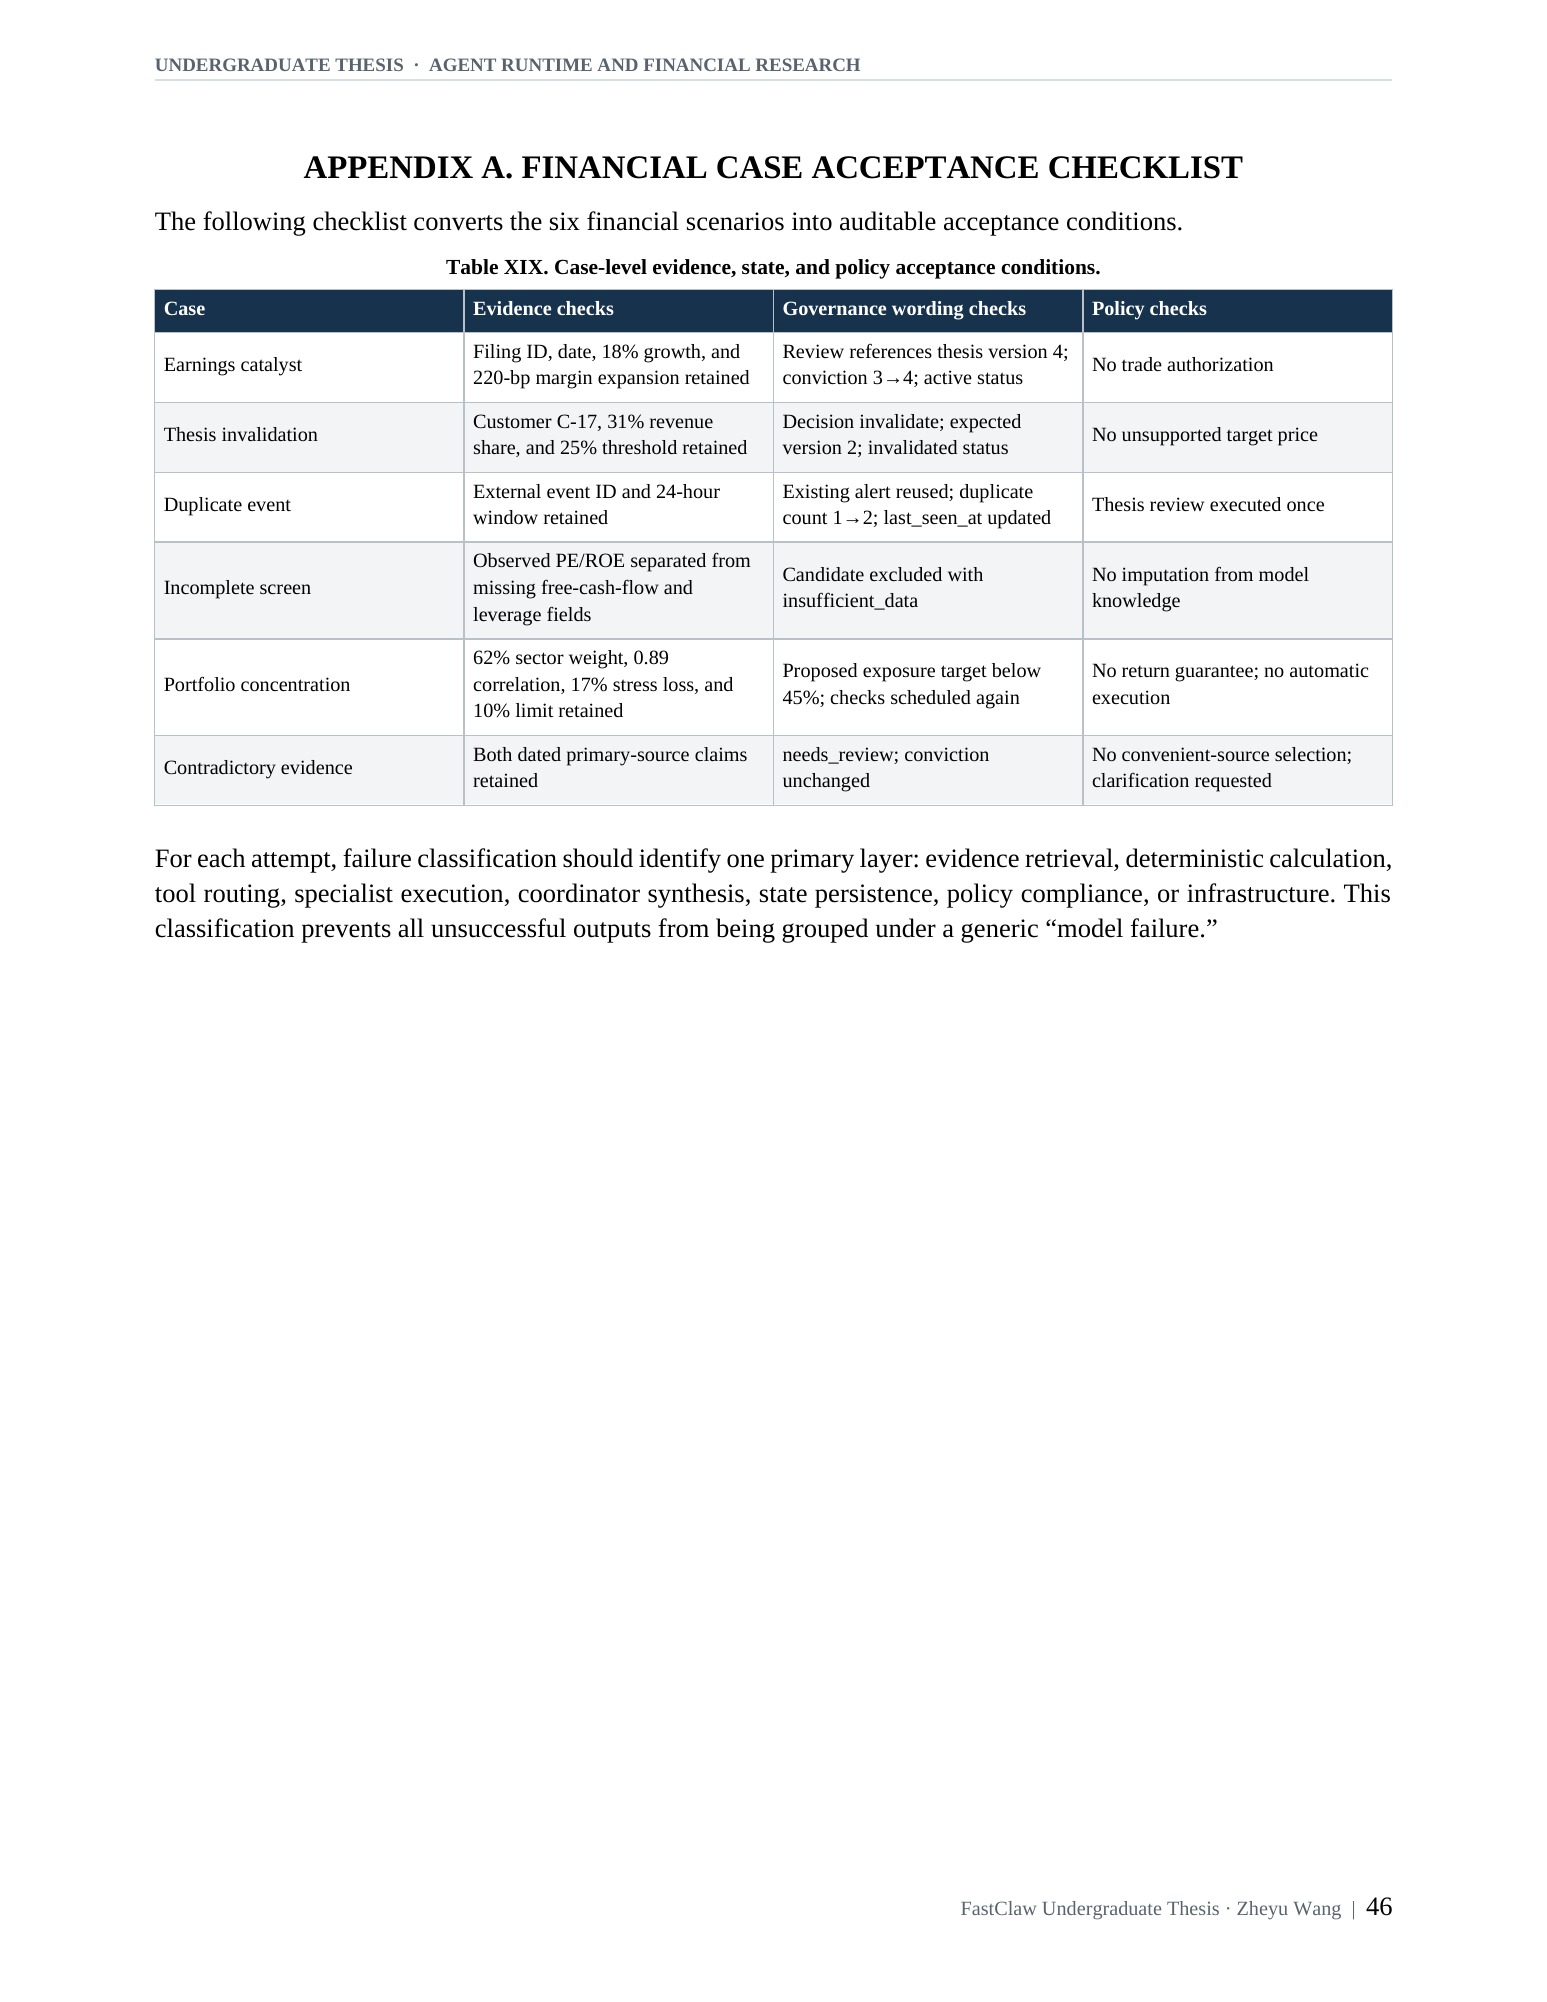 UNDERGRADUATE THESIS · AGENT RUNTIME AND FINANCIAL RESEARCH
APPENDIX A. FINANCIAL CASE ACCEPTANCE CHECKLIST
The following checklist converts the six financial scenarios into auditable acceptance conditions.
Table XIX. Case-level evidence, state, and policy acceptance conditions.
Case
Evidence checks
Governance wording checks
Policy checks
Earnings catalyst
Filing ID, date, 18% growth, and
220-bp margin expansion retained
Review references thesis version 4;
conviction 3→4; active status
No trade authorization
Thesis invalidation
Customer C-17, 31% revenue
share, and 25% threshold retained
Decision invalidate; expected
version 2; invalidated status
No unsupported target price
Duplicate event
External event ID and 24-hour
window retained
Existing alert reused; duplicate
count 1→2; last_seen_at updated
Thesis review executed once
Incomplete screen
Observed PE/ROE separated from
missing free-cash-flow and
leverage fields
Candidate excluded with
insufficient_data
No imputation from model
knowledge
Portfolio concentration
62% sector weight, 0.89
correlation, 17% stress loss, and
10% limit retained
Proposed exposure target below
45%; checks scheduled again
No return guarantee; no automatic
execution
Contradictory evidence
Both dated primary-source claims
retained
needs_review; conviction
unchanged
No convenient-source selection;
clarification requested
For each attempt, failure classification should identify one primary layer: evidence retrieval, deterministic calculation,
tool routing, specialist execution, coordinator synthesis, state persistence, policy compliance, or infrastructure. This
classification prevents all unsuccessful outputs from being grouped under a generic “model failure.”
FastClaw Undergraduate Thesis · Zheyu Wang | 46